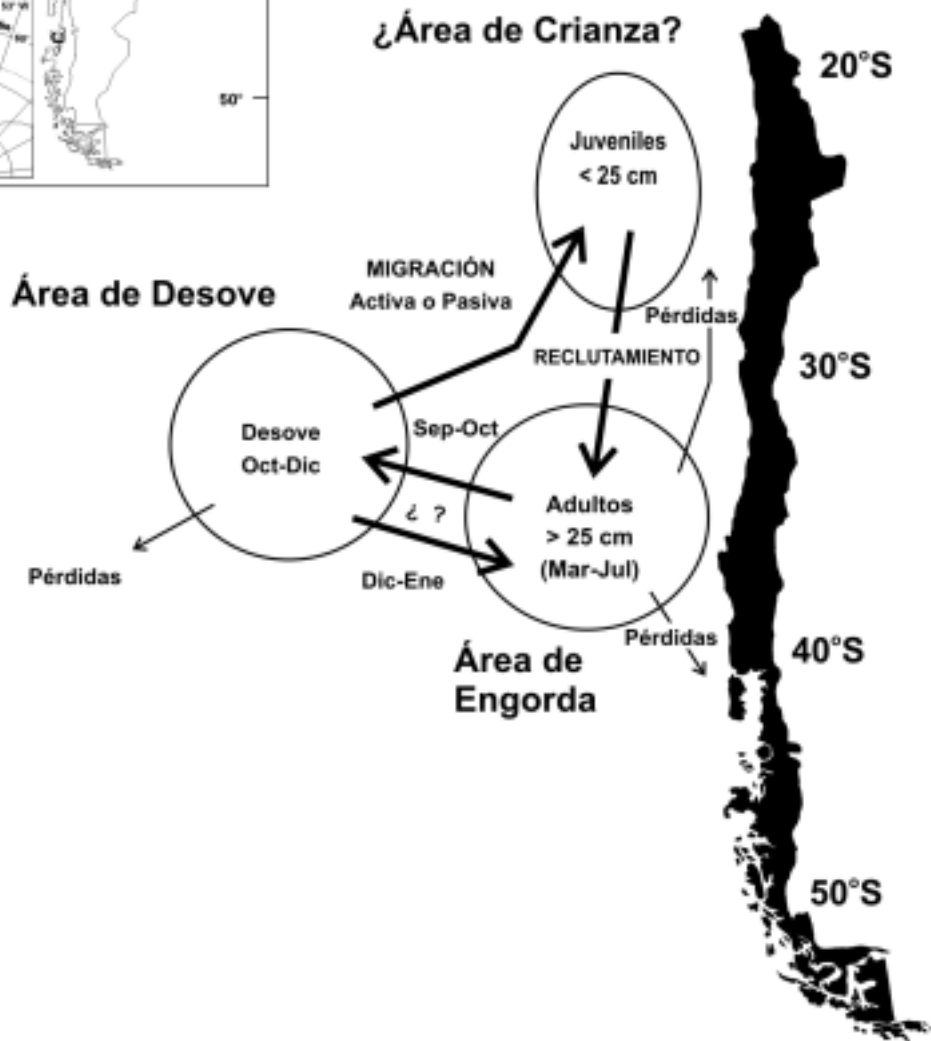 50°
¿Área de Crianza?
20°S
Juveniles
< 25 cm
MIGRACIÓN
Activa o Pasiva
Área de Desove
Pérdidas
RECLUTAMIENTO
30°S
Sep-Oct
Desove
Oct-Dic
Adultos
> 25 cm
(Mar-Jul)
¿ ?
Dic-Ene
Pérdidas
Pérdidas
40°S
Área de
Engorda
50°S